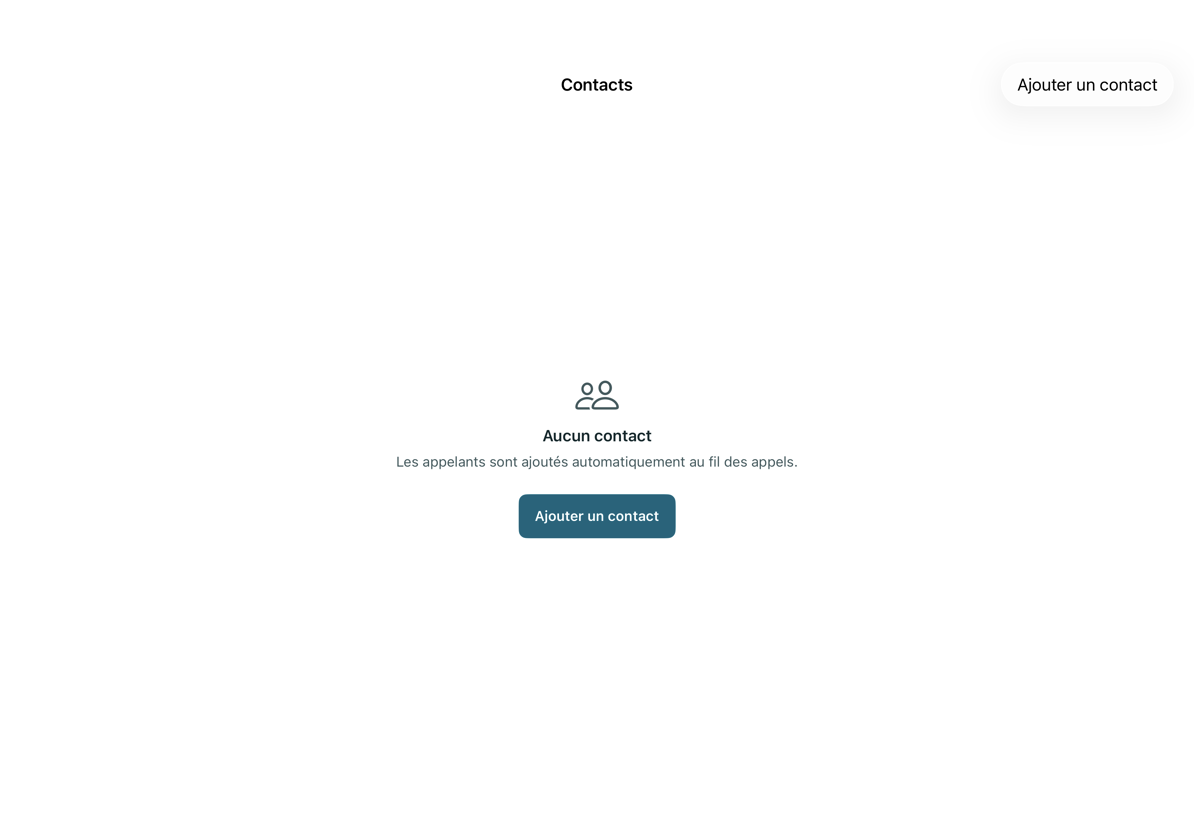 Contacts
Ajouter un contact
Aucun contact
Les appelants sont ajoutés automatiquement au fil des appels.
Ajouter un contact